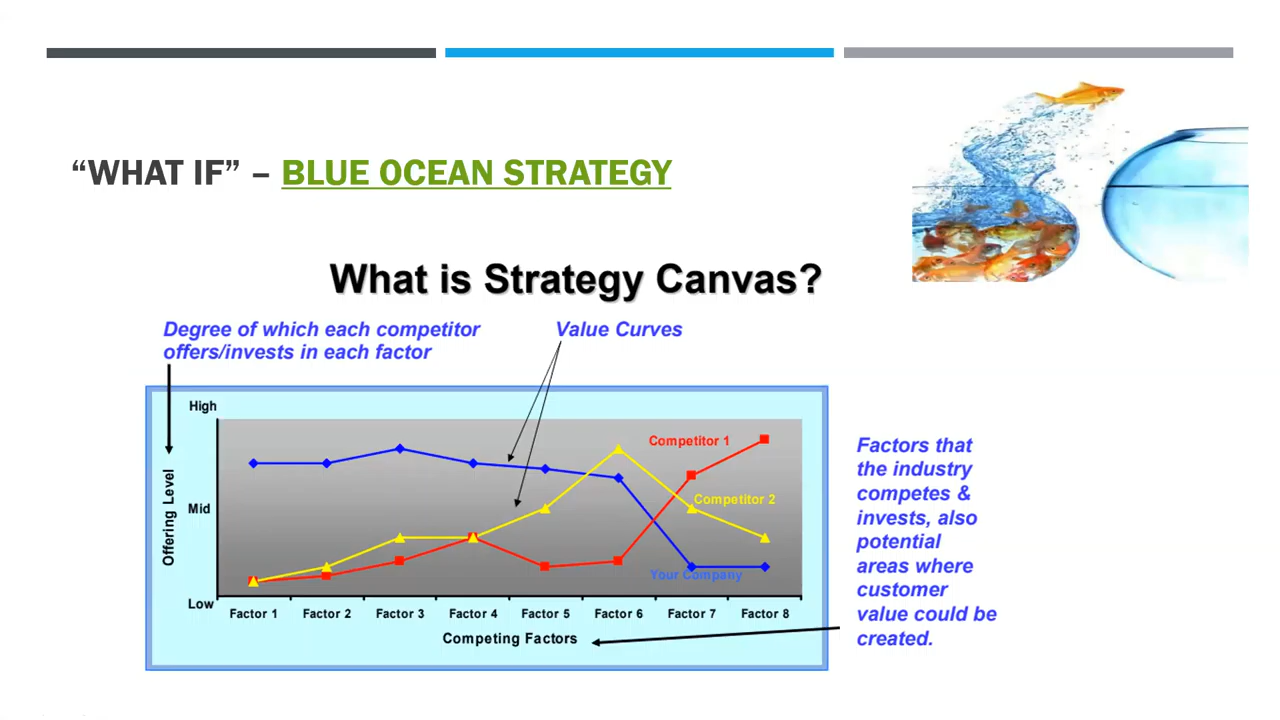 “WHAT IF” – BLUE OCEAN STRATEGY
What is Strategy Canvas?
Degree of which each competitor
offers/invests in each factor
Value Curves
High
Mid
Low
Offering Level
Competitor 1
Competitor 2
Your Company
Factor 1
Factor 2
Factor 3
Factor 4
Factor 5
Factor 6
Factor 7
Factor 8
Competing Factors
Factors that
the industry
competes &
invests, also
potential
areas where
customer
value could be
created.